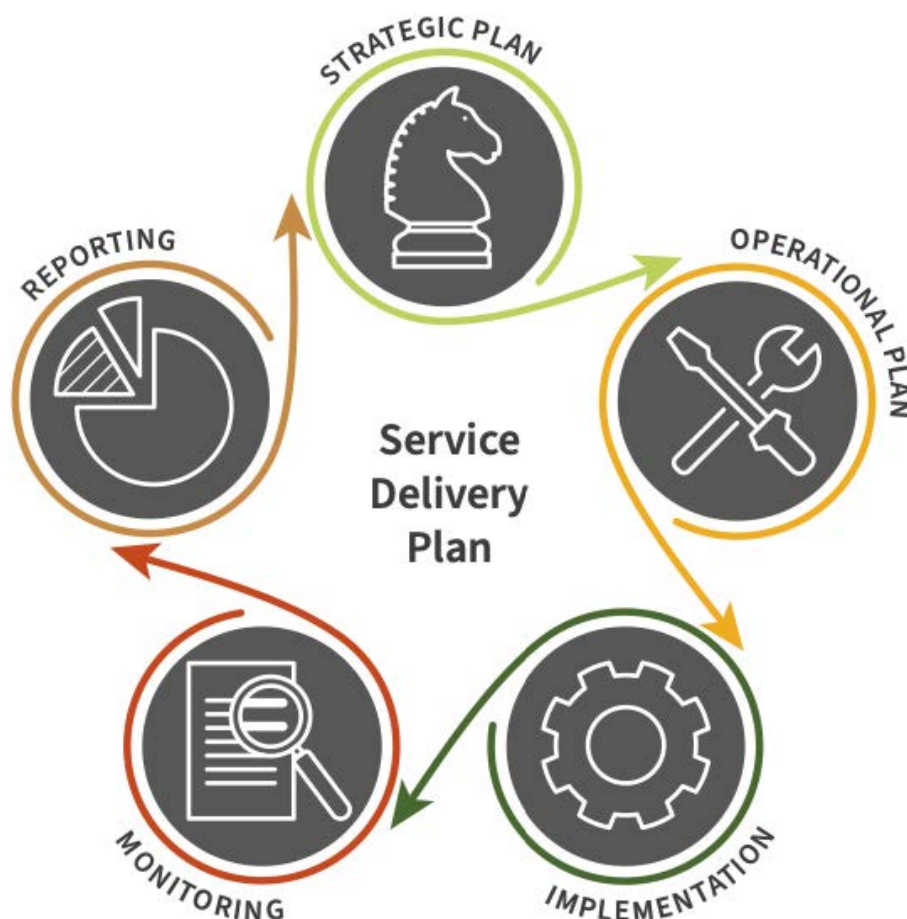 STRATEGIC PLAN
OPERATIONAL PLAN
REPORTING
Service
Delivery
Plan
MONITORING
IMPLEMENTATION